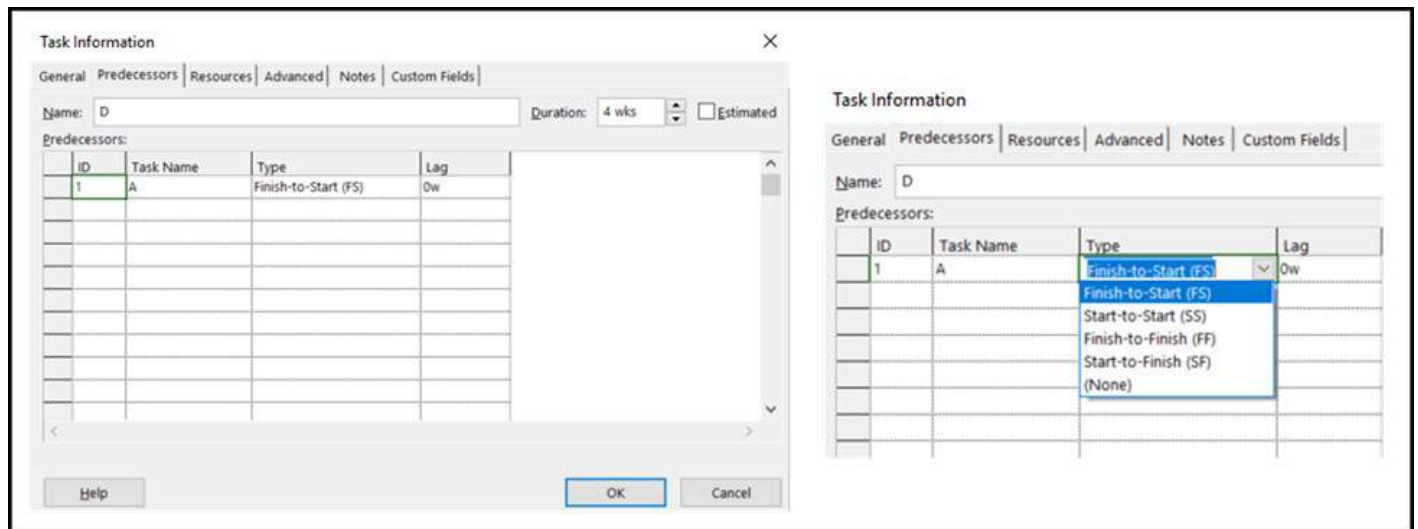 Task Information
General Predecessors Resources Advanced Notes Custom Fields
Name: D Duration: 4 wks Estimated
Predecessors:
ID Task Name Type Lag
1 A Finish-to-Start (FS) 0w
Help OK Cancel
Task Information
General Predecessors Resources Advanced Notes Custom Fields
Name: D
Predecessors:
ID Task Name Type Lag
1 A Finish-to-Start (FS) 0w
Finish-to-Start (FS)
Start-to-Start (SS)
Finish-to-Finish (FF)
Start-to-Finish (SF)
(None)